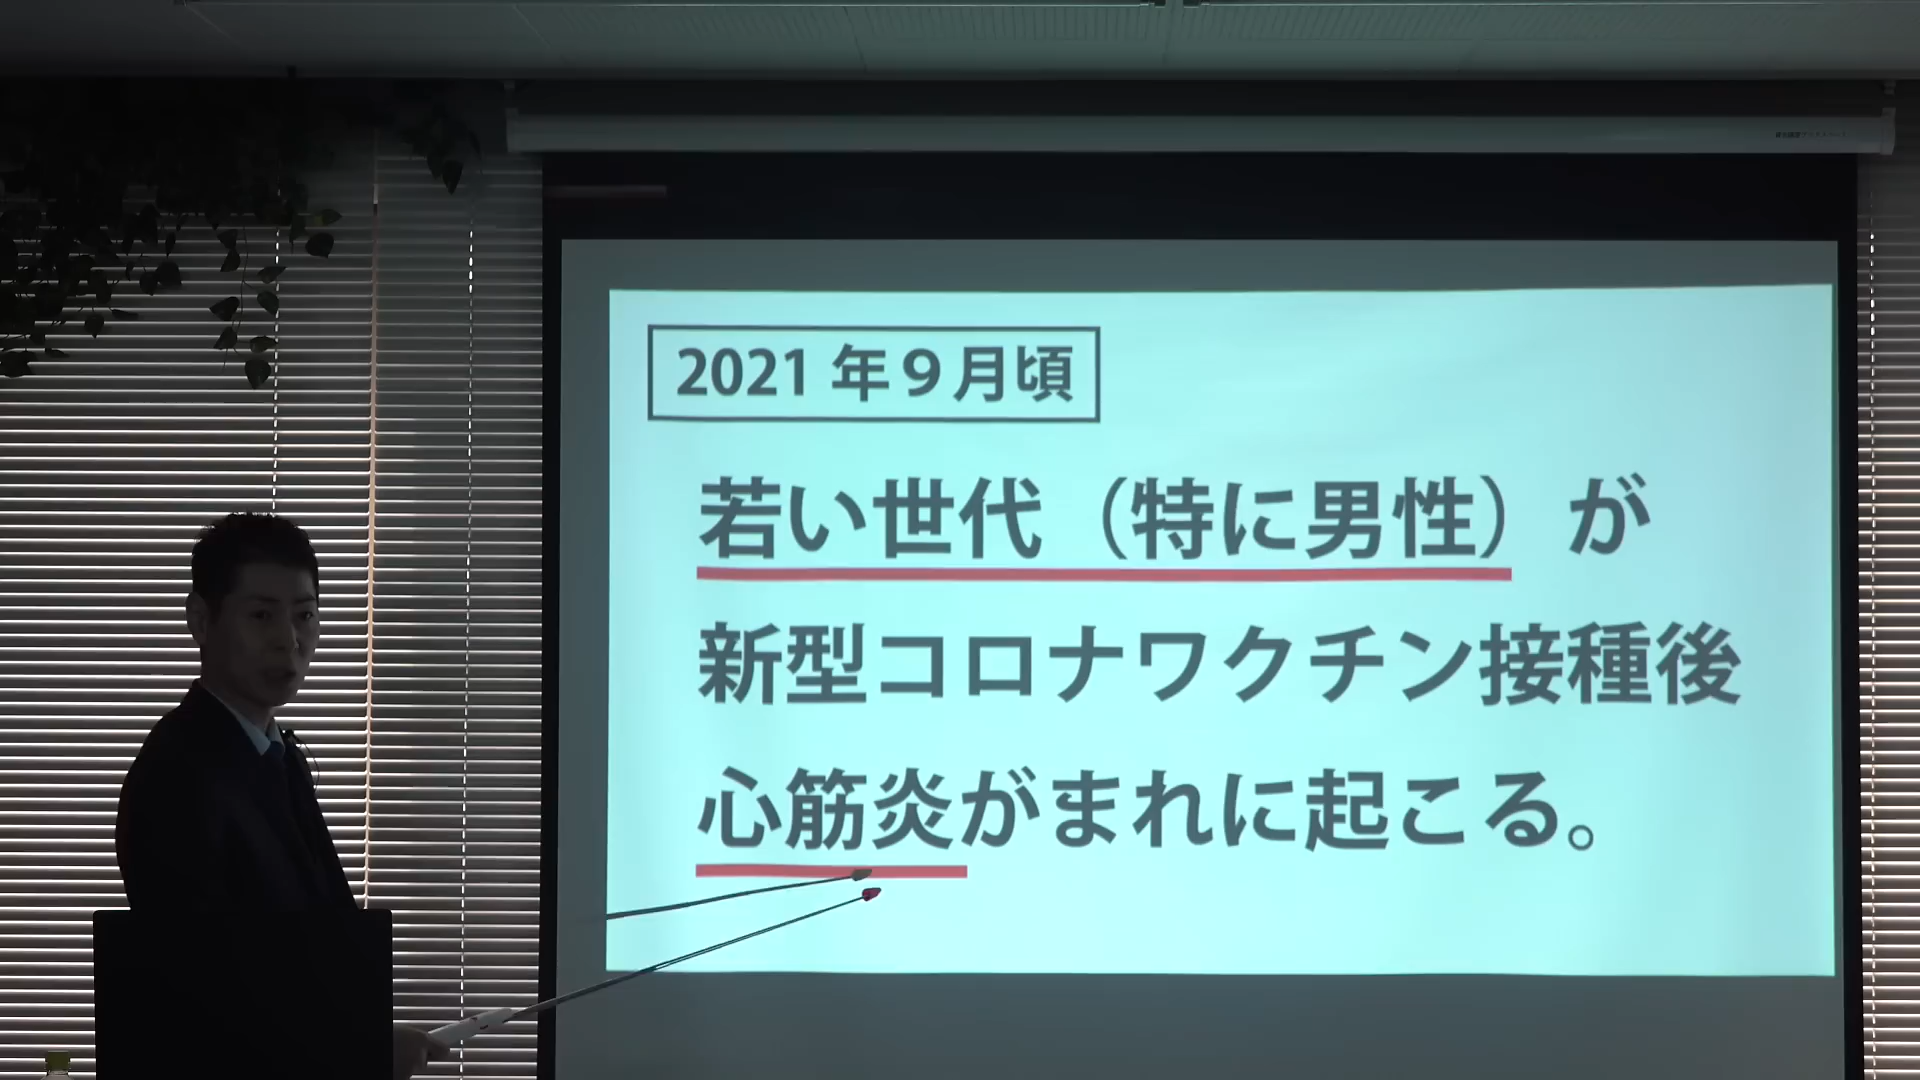 2021年９月頃
若い世代（特に男性）が
新型コロナワクチン接種後
心筋炎がまれに起こる。